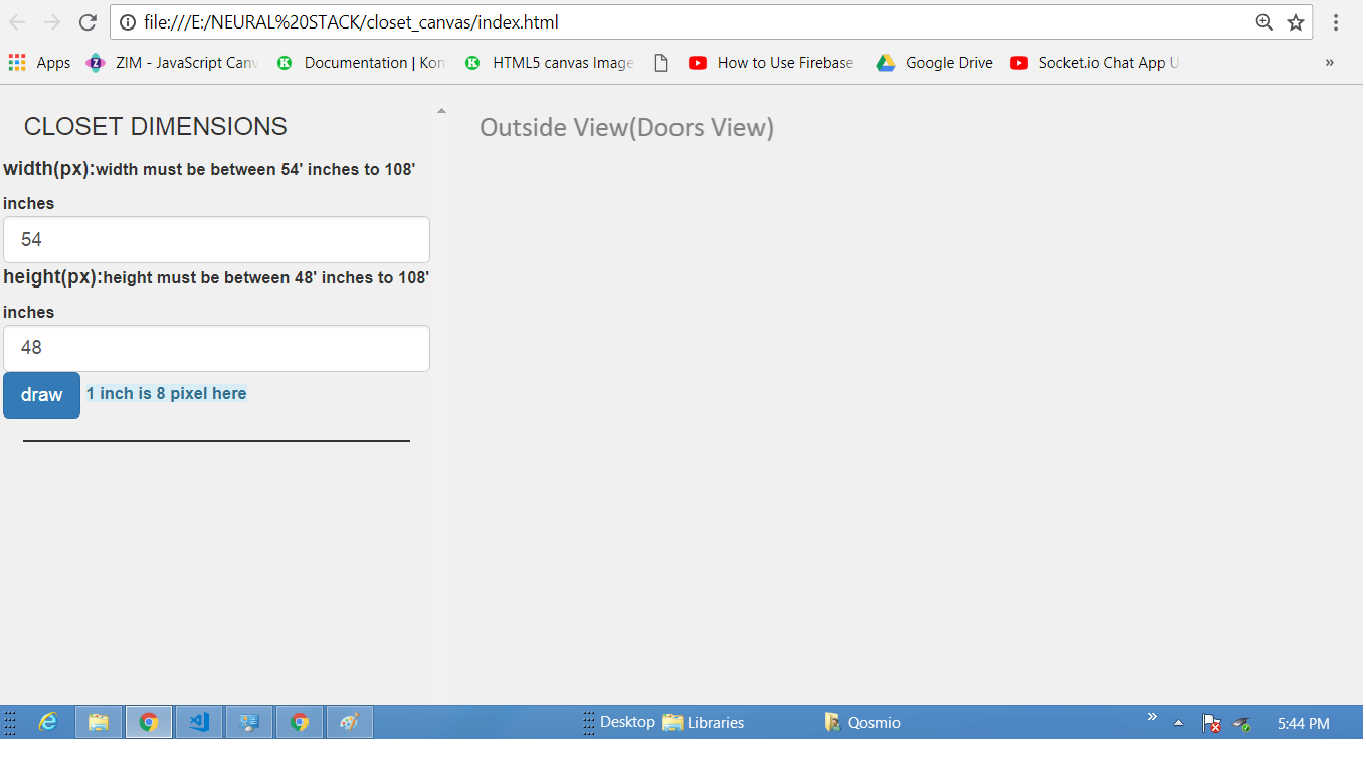 file:///E:/NEURAL%20STACK/closet_canvas/index.html
Apps ZIM - JavaScript Canv Documentation | Kon HTML5 canvas Image How to Use Firebase Google Drive Socket.io Chat App U »
CLOSET DIMENSIONS
Outside View(Doors View)
width(px):width must be between 54' inches to 108'
inches
54
height(px):height must be between 48' inches to 108'
inches
48
draw 1 inch is 8 pixel here
Desktop Libraries Qosmio » 5:44 PM